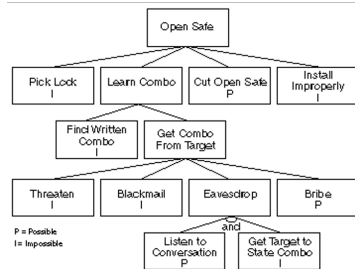 Open Safe
Pick Lock
I
Learn Combo
Cut Open Safe
P
Install
Improperly
I
Find Written
Combo
I
Get Combo
From Target
Threaten
I
Blackmail
I
Eavesdrop
Bribe
P
and
P = Possible
I = Impossible
Listen to
Conversation
P
Get Target to
State Combo
I